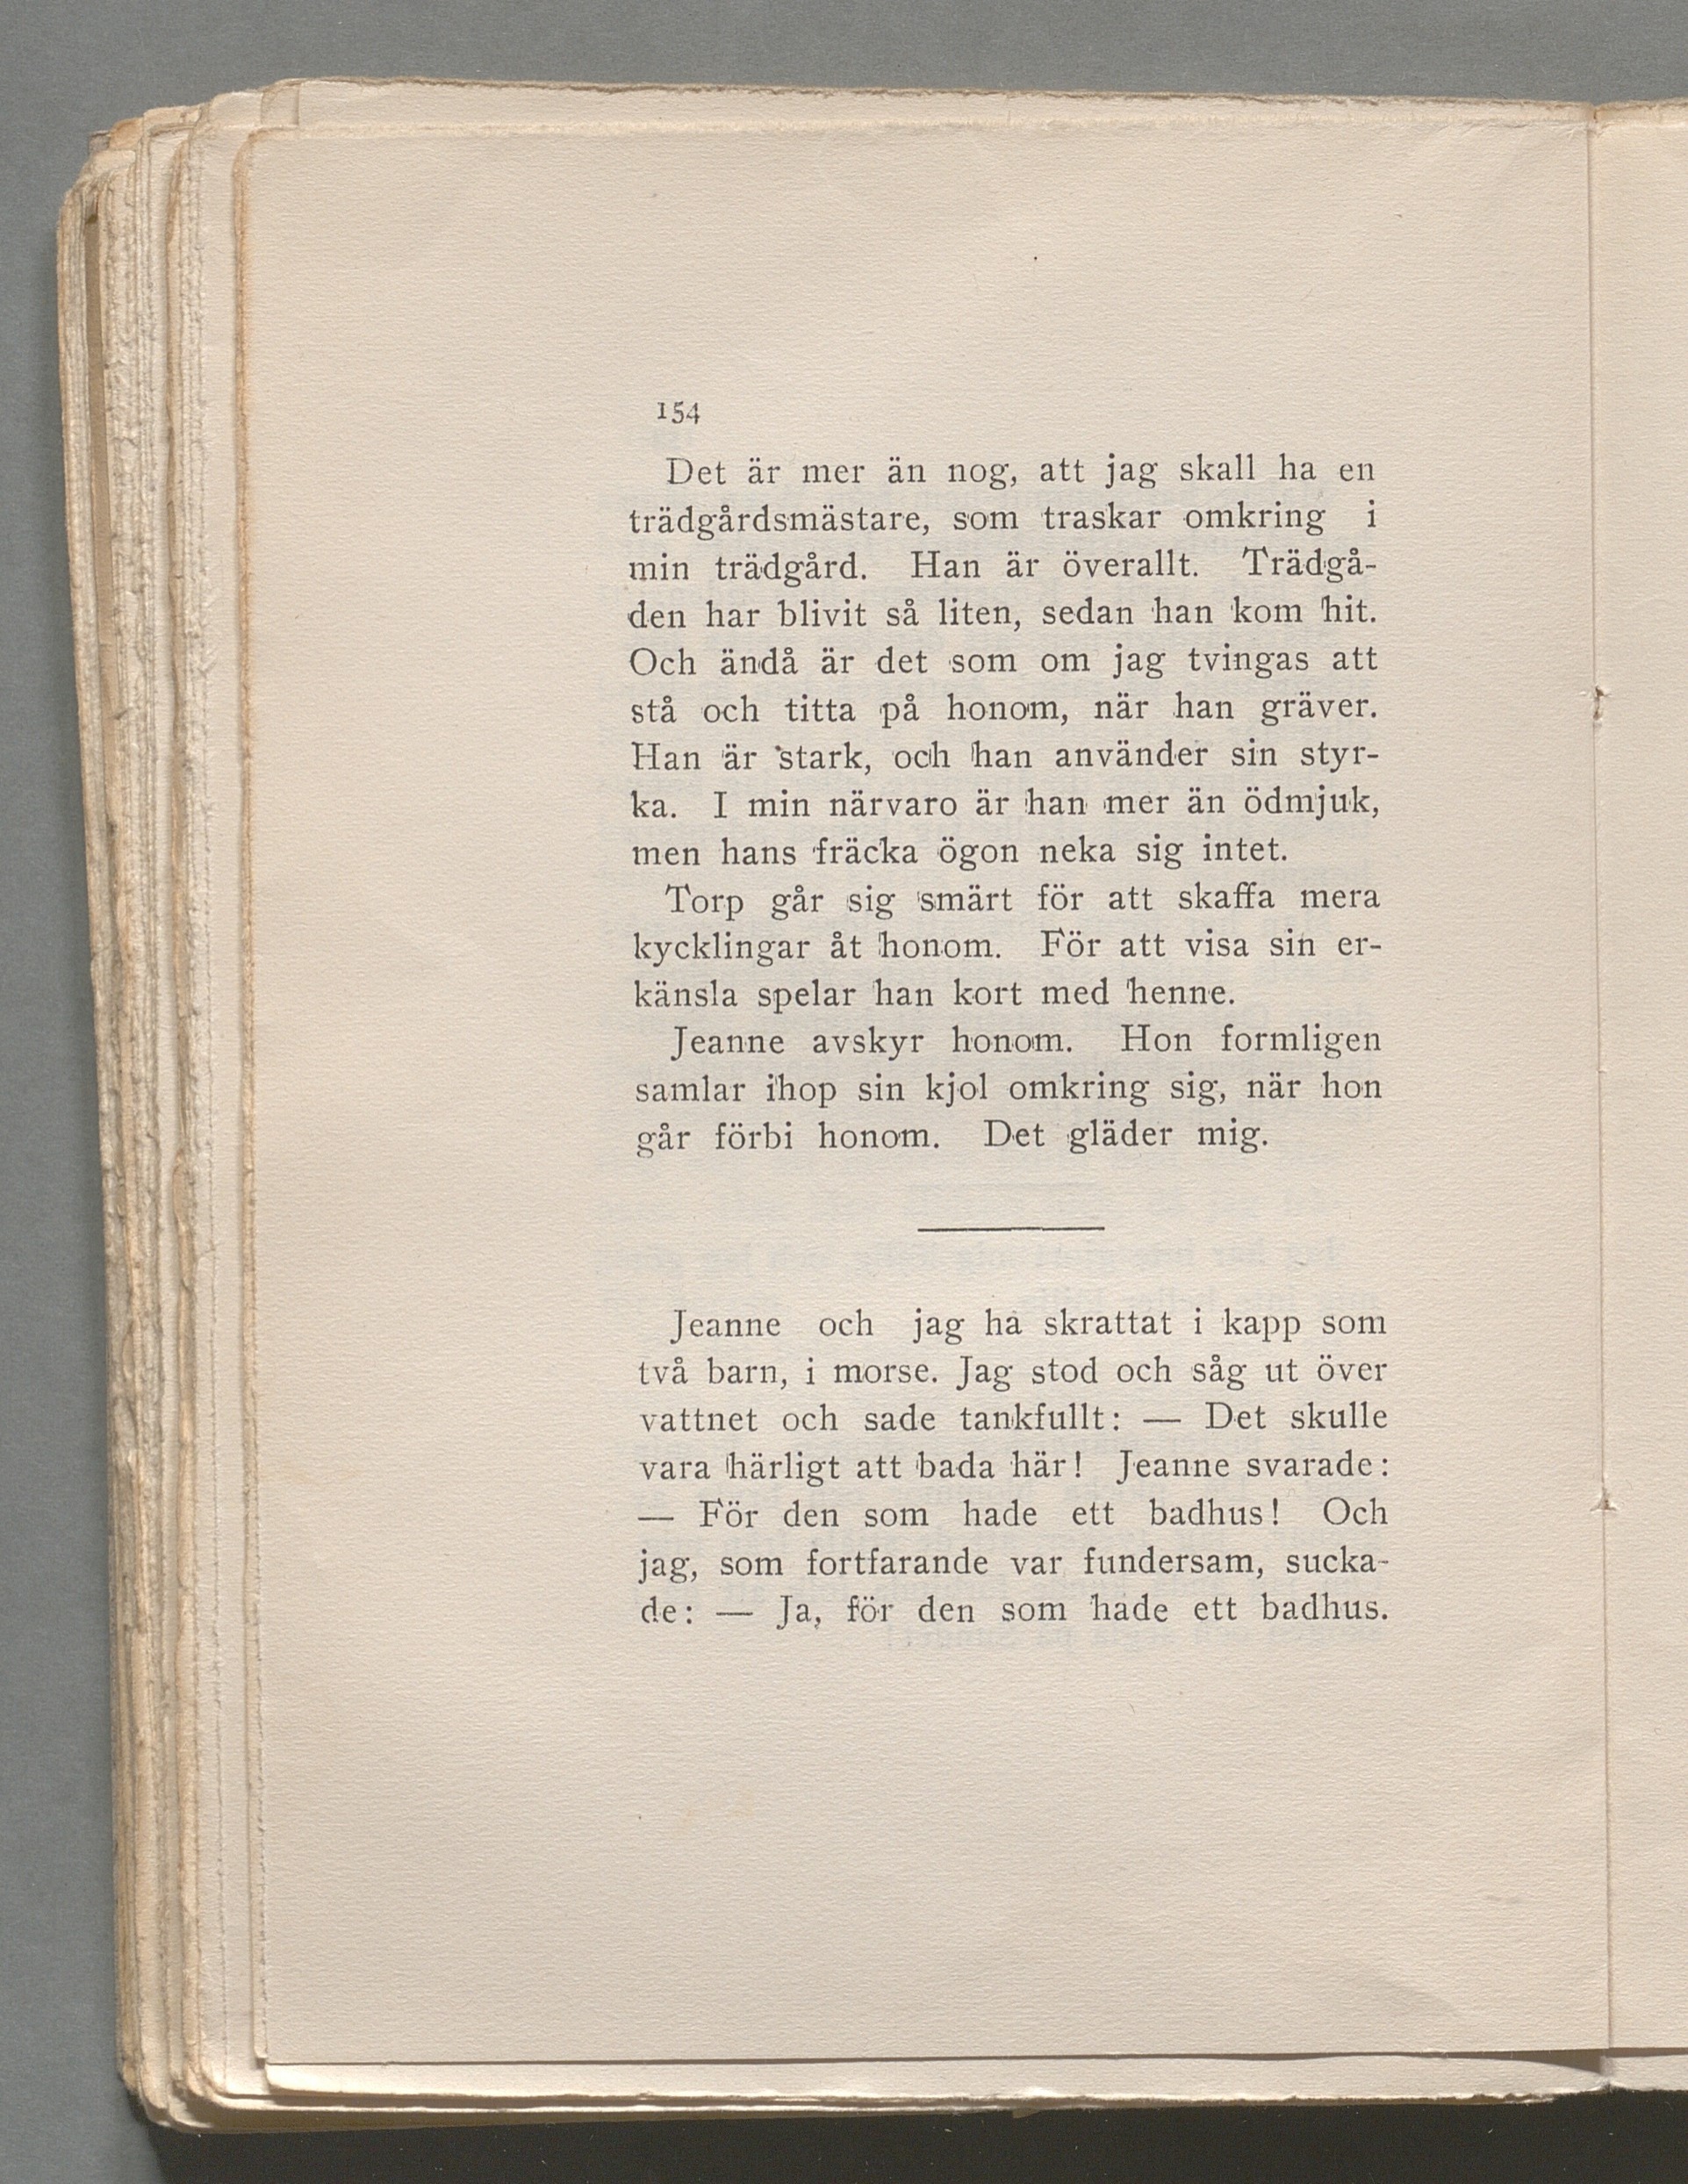 154
Det är mer än nog, att jag skall ha en
trädgårdsmästare, som traskar omkring i
min trädgård. Han är överallt. Trädgå-
den har blivit så liten, sedan han kom hit.
Och ändå är det som om jag tvingas att
stå och titta på honom, när han gräver.
Han är stark, och han använder sin styr-
ka. I min närvaro är han mer än ödmjuk,
men hans fräcka ögon neka sig intet.
Torp går sig smärt för att skaffa mera
kycklingar åt honom. För att visa sin er-
känsla spelar han kort med henne.
Jeanne avskyr honom. Hon formligen
samlar ihop sin kjol omkring sig, när hon
går förbi honom. Det gläder mig.
Jeanne och jag ha skrattat i kapp som
två barn, i morse. Jag stod och såg ut över
vattnet och sade tankfullt: — Det skulle
vara härligt att bada här! Jeanne svarade:
— För den som hade ett badhus! Och
jag, som fortfarande var fundersam, sucka-
de: — Ja, för den som hade ett badhus.